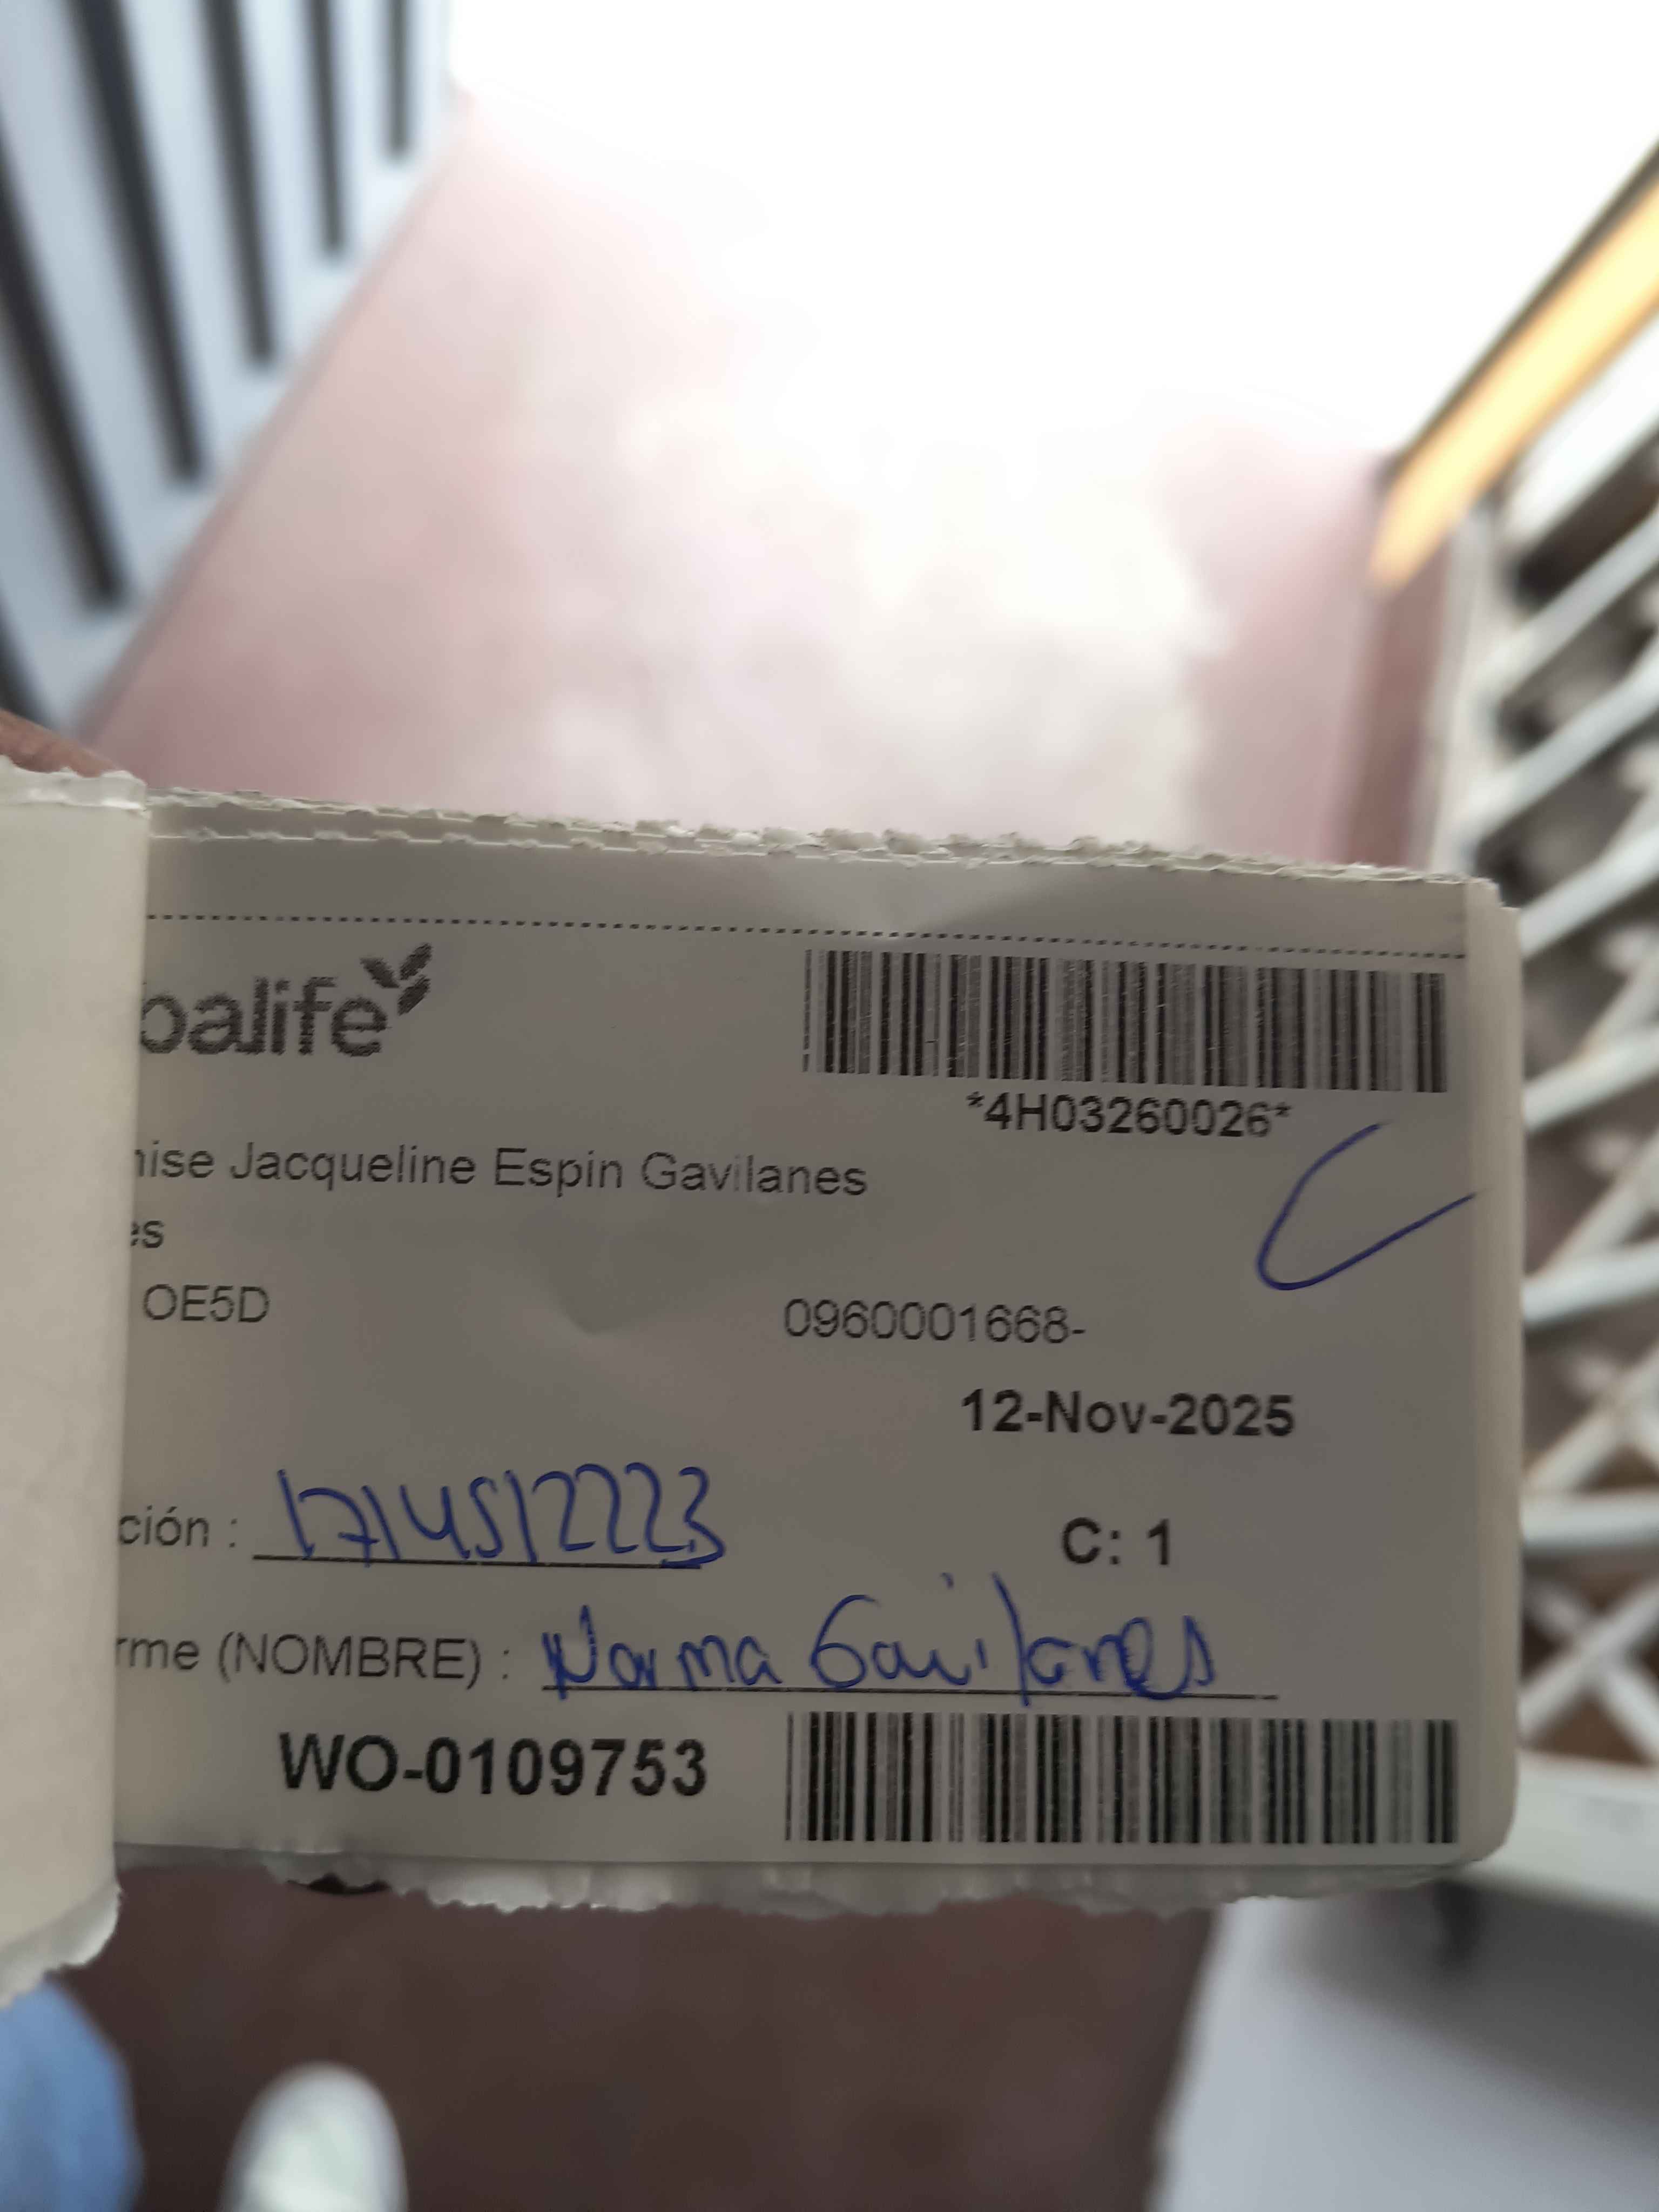 balife
*4H03260026*
nise Jacqueline Espin Gavilanes
es
OE5D
0960001668-
12-Nov-2025
ción : 1714512223
C: 1
rme (NOMBRE) : Norma Gavilanes
WO-0109753